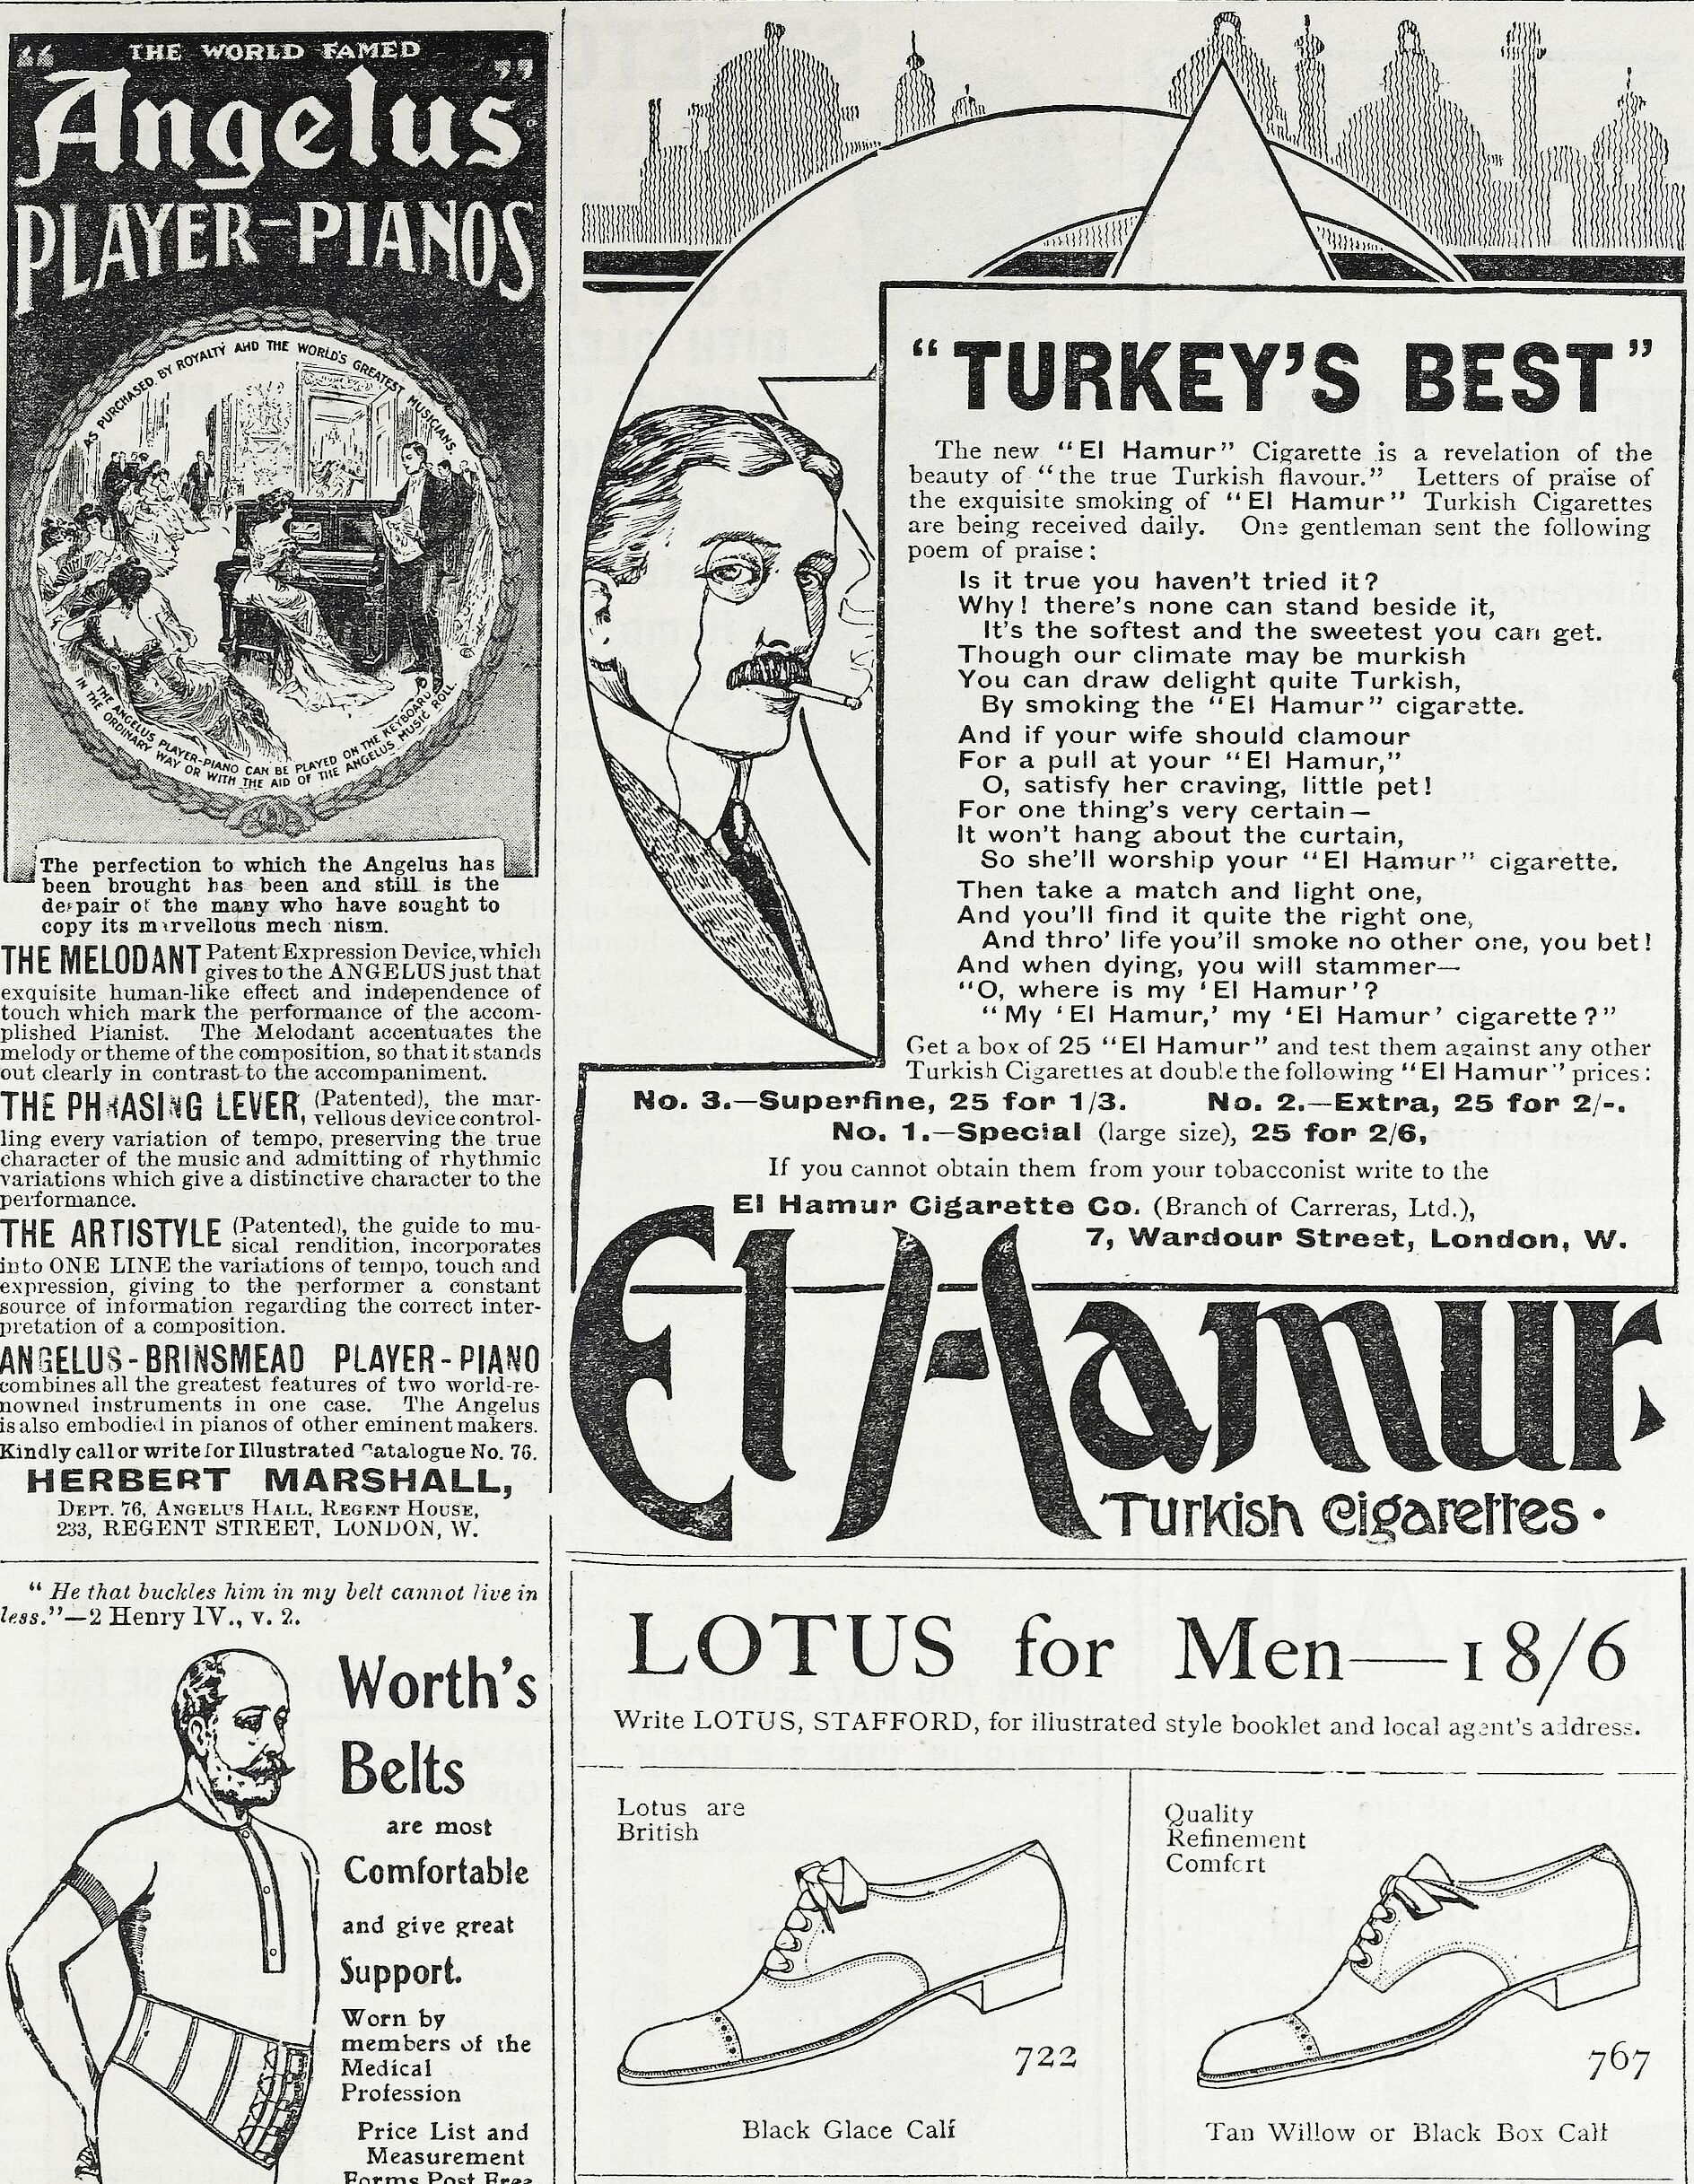 “ THE WORLD FAMED ”
Angelus
PLAYER-PIANOS
AS PURCHASED BY ROYALTY AND THE WORLD'S GREATEST MUSICIANS.
THE ANGELUS PLAYER-PIANO CAN BE PLAYED ON THE KEYBOARD
IN THE ORDINARY WAY OR WITH THE AID OF THE ANGELUS MUSIC ROLL
The perfection to which the Angelus has
been brought has been and still is the
despair of the many who have sought to
copy its marvellous mech nism.
THE MELODANT Patent Expression Device, which
gives to the ANGELUS just that
exquisite human-like effect and independence of
touch which mark the performance of the accom-
plished Pianist. The Melodant accentuates the
melody or theme of the composition, so that it stands
out clearly in contrast to the accompaniment.
THE PHRASING LEVER, (Patented), the mar-
vellous device control-
ling every variation of tempo, preserving the true
character of the music and admitting of rhythmic
variations which give a distinctive character to the
performance.
THE ARTISTYLE (Patented), the guide to mu-
sical rendition, incorporates
into ONE LINE the variations of tempo, touch and
expression, giving to the performer a constant
source of information regarding the correct inter-
pretation of a composition.
ANGELUS-BRINSMEAD PLAYER-PIANO
combines all the greatest features of two world-re-
nowned instruments in one case. The Angelus
is also embodied in pianos of other eminent makers.
Kindly call or write for Illustrated Catalogue No. 76.
HERBERT MARSHALL,
DEPT. 76, ANGELUS HALL, REGENT HOUSE,
233, REGENT STREET, LONDON, W.
“ He that buckles him in my belt cannot live in
less.”—2 Henry IV., v. 2.
Worth's
Belts
are most
Comfortable
and give great
Support.
Worn by
members of the
Medical
Profession
Price List and
Measurement
Forms Post Free
“TURKEY'S BEST”
The new “El Hamur” Cigarette is a revelation of the
beauty of “the true Turkish flavour.” Letters of praise of
the exquisite smoking of “El Hamur” Turkish Cigarettes
are being received daily. One gentleman sent the following
poem of praise:
Is it true you haven't tried it?
Why! there's none can stand beside it,
It's the softest and the sweetest you can get.
Though our climate may be murkish
You can draw delight quite Turkish,
By smoking the “El Hamur” cigarette.
And if your wife should clamour
For a pull at your “El Hamur,”
O, satisfy her craving, little pet!
For one thing's very certain—
It won't hang about the curtain,
So she'll worship your “El Hamur” cigarette.
Then take a match and light one,
And you'll find it quite the right one,
And thro' life you'll smoke no other one, you bet!
And when dying, you will stammer—
“O, where is my ‘El Hamur’?
“My ‘El Hamur,’ my ‘El Hamur’ cigarette?”
Get a box of 25 “El Hamur” and test them against any other
Turkish Cigarettes at double the following “El Hamur” prices:
No. 3.—Superfine, 25 for 1/3. No. 2.—Extra, 25 for 2/-.
No. 1.—Special (large size), 25 for 2/6,
If you cannot obtain them from your tobacconist write to the
El Hamur Cigarette Co. (Branch of Carreras, Ltd.),
7, Wardour Street, London, W.
El Hamur
Turkish Cigarettes.
LOTUS for Men—18/6
Write LOTUS, STAFFORD, for illustrated style booklet and local agent's address.
Lotus are
British
722
Black Glace Calf
Quality
Refinement
Comfort
767
Tan Willow or Black Box Calf